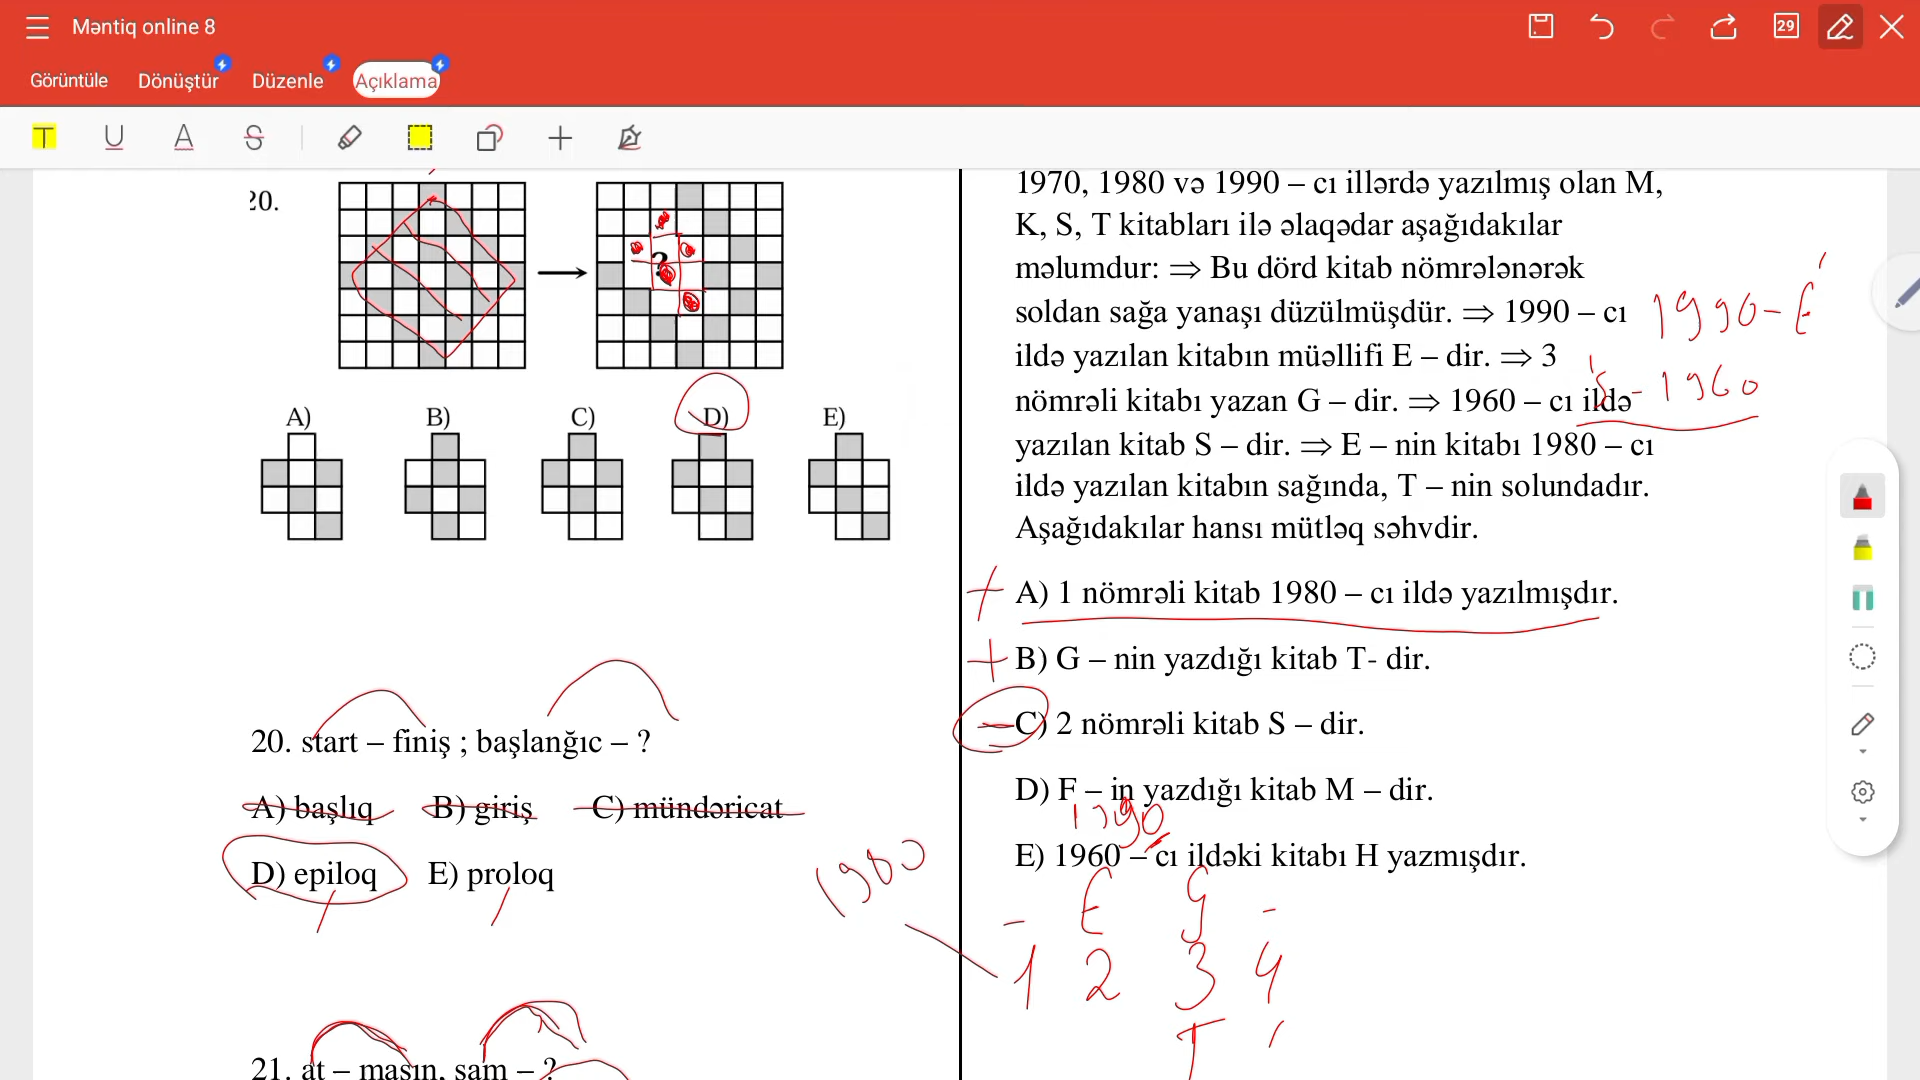 Məntiq online 8
29
Görüntüle
Dönüştür
Düzenle
Açıklama
T U A S
20.
?
A) B) C) D) E)
20. start – finiş ; başlanğıc – ?
A) başlıq B) giriş C) mündəricat
D) epiloq E) proloq
1980
21. at – masın, sam – ?
1970, 1980 və 1990 – cı illərdə yazılmış olan M,
K, S, T kitabları ilə əlaqədar aşağıdakılar
məlumdur: ⇒ Bu dörd kitab nömrələnərək
soldan sağa yanaşı düzülmüşdür. ⇒ 1990 – cı
1990 - E
ildə yazılan kitabın müəllifi E – dir. ⇒ 3
nömrəli kitabı yazan G – dir. ⇒ 1960 – cı ildə
S - 1960
yazılan kitab S – dir. ⇒ E – nin kitabı 1980 – cı
ildə yazılan kitabın sağında, T – nin solundadır.
Aşağıdakılar hansı mütləq səhvdir.
A) 1 nömrəli kitab 1980 – cı ildə yazılmışdır.
B) G – nin yazdığı kitab T- dir.
C) 2 nömrəli kitab S – dir.
D) F – in yazdığı kitab M – dir.
1990
E) 1960 – cı ildəki kitabı H yazmışdır.
- E G -
1 2 3 4
T